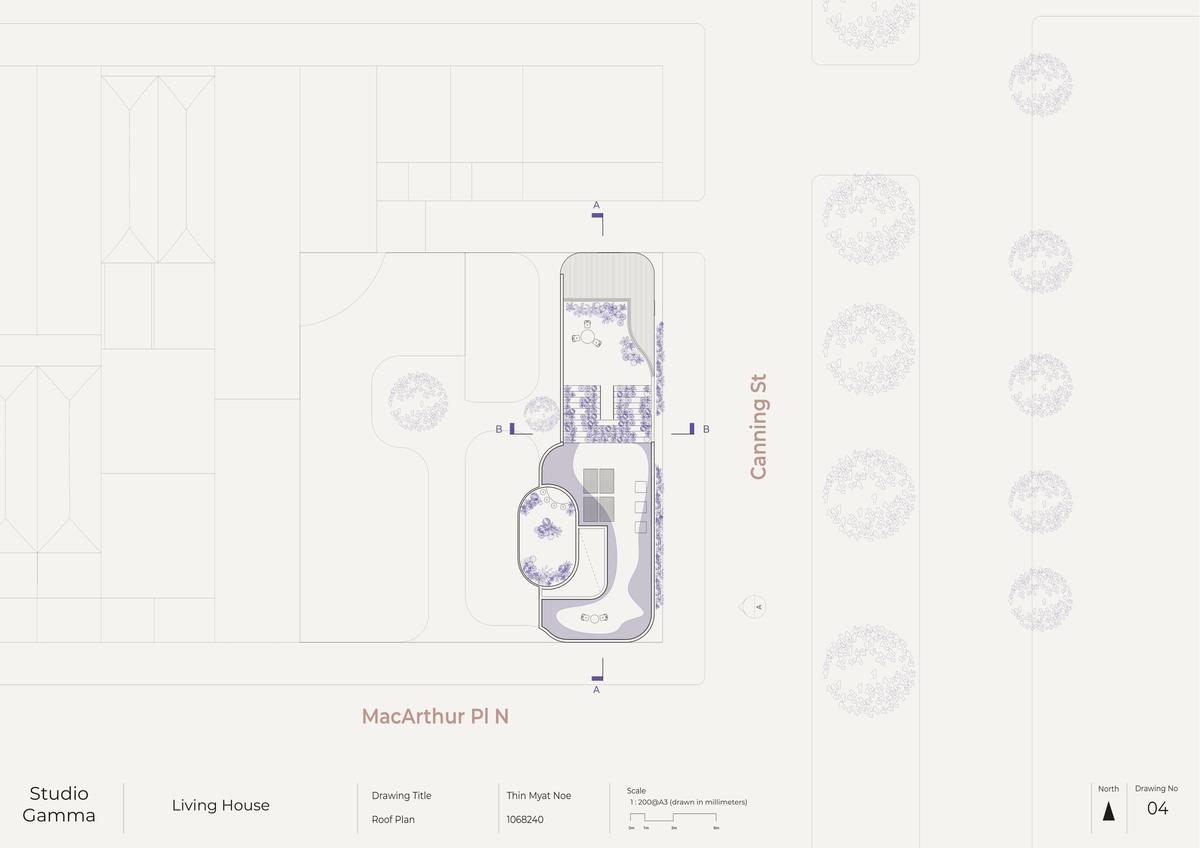 A
B
B
Canning St
A
A
MacArthur Pl N
Studio
Gamma
Living House
Drawing Title
Roof Plan
Thin Myat Noe
1068240
Scale
1 : 200@A3 (drawn in millimeters)
0m 1m 3m 6m
North
Drawing No
04